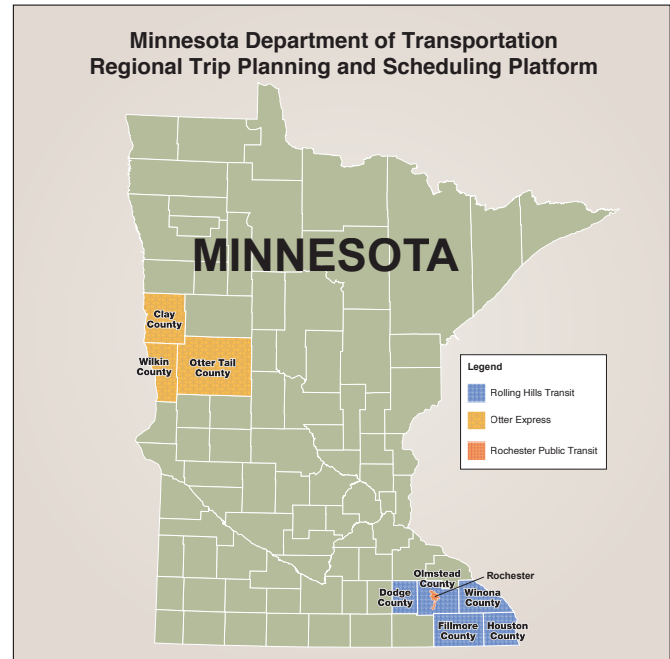 Minnesota Department of Transportation
Regional Trip Planning and Scheduling Platform
MINNESOTA
Clay
County
Wilkin
County
Otter Tail
County
Legend
Rolling Hills Transit
Otter Express
Rochester Public Transit
Olmstead
County
Rochester
Dodge
County
Winona
County
Fillmore
County
Houston
County